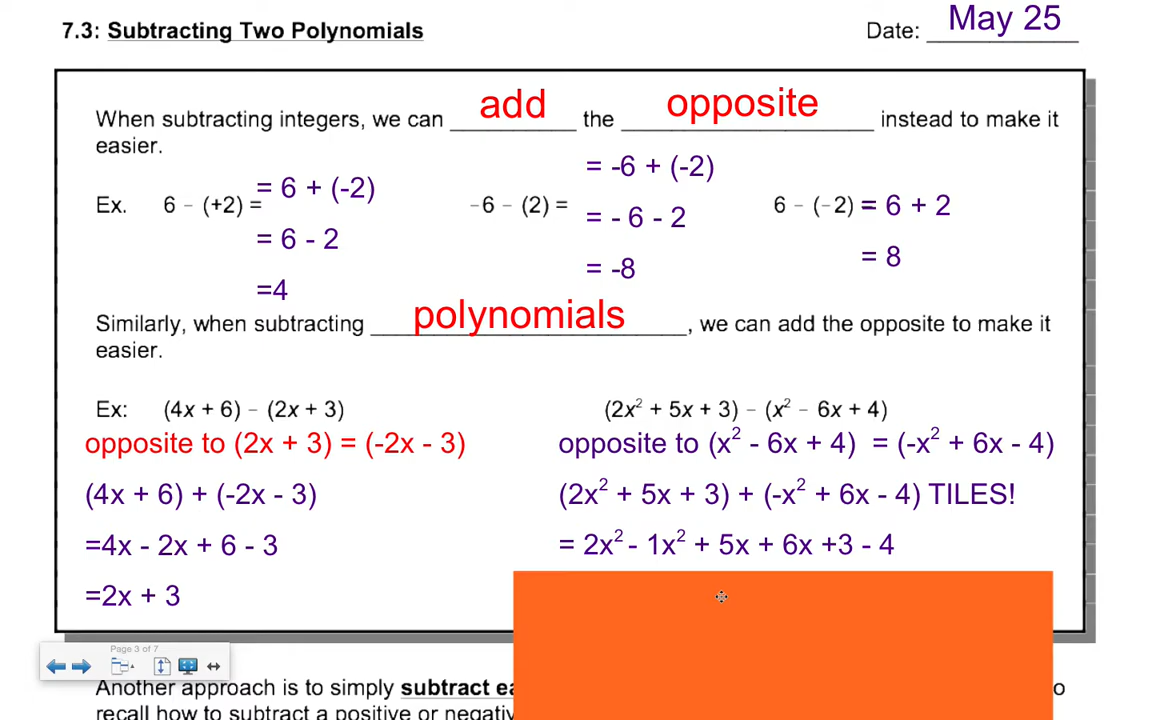 7.3: Subtracting Two Polynomials Date: May 25
When subtracting integers, we can add the opposite instead to make it
easier.
Ex. 6 – (+2) = = 6 + (-2)
= 6 - 2
=4
-6 – (2) = = -6 + (-2)
= - 6 - 2
= -8
6 – (-2) = = 6 + 2
= 8
Similarly, when subtracting polynomials, we can add the opposite to make it
easier.
Ex: (4x + 6) – (2x + 3)
opposite to (2x + 3) = (-2x - 3)
(4x + 6) + (-2x - 3)
=4x - 2x + 6 - 3
=2x + 3
(2x² + 5x + 3) – (x² – 6x + 4)
opposite to (x² - 6x + 4) = (-x² + 6x - 4)
(2x² + 5x + 3) + (-x² + 6x - 4) TILES!
= 2x² - 1x² + 5x + 6x +3 - 4
Page 3 of 7
Another approach is to simply subtract
recall how to subtract a positive or